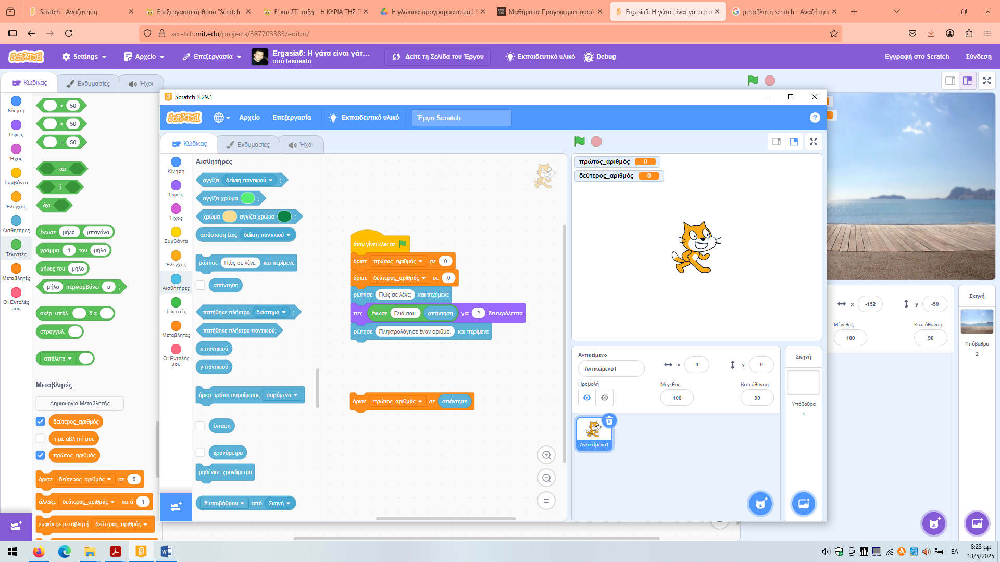 Scratch - Αναζήτηση
Επεξεργασία άρθρου "Scratch-
Ε' και ΣΤ' τάξη – Η ΚΥΡΙΑ ΤΗΣ Π
Η γλώσσα προγραμματισμού S
Μαθήματα Προγραμματισμού
Ergasia5: Η γάτα είναι γάτα στη
μεταβλητη scratch - Αναζήτηση
scratch.mit.edu/projects/387703383/editor/
SCRATCH
Settings
Αρχείο
Επεξεργασία
Ergasia5: Η γάτα είναι γάτ...
από tasnesto
Δείτε τη Σελίδα του Έργου
Εκπαιδευτικό υλικό
Debug
Εγγραφή στο Scratch
Σύνδεση
Κώδικας
Ενδυμασίες
Ήχοι
Κίνηση
Όψεις
Ήχος
Συμβάντα
Έλεγχος
Αισθητήρες
Τελεστές
Μεταβλητές
Οι Εντολές μου
> 50
< 50
= 50
και
ή
όχι
ένωσε μήλο μπανάνα
γράμμα 1 του μήλο
μήκος του μήλο
μήλο περιλαμβάνει ο ;
ακέρ. υπόλ. δια
στρογγυλ.
απόλυτο
Μεταβλητές
Δημιουργία Μεταβλητής
δεύτερος_αριθμός
η μεταβλητή μου
πρώτος_αριθμός
όρισε δεύτερος_αριθμός σε 0
άλλαξε δεύτερος_αριθμός κατά 1
εμφάνισε μεταβλητή δεύτερος_αριθμός
Scratch 3.29.1
SCRATCH
Αρχείο
Επεξεργασία
Εκπαιδευτικό υλικό
Έργο Scratch
?
Κώδικας
Ενδυμασίες
Ήχοι
Κίνηση
Όψεις
Ήχος
Συμβάντα
Έλεγχος
Αισθητήρες
Τελεστές
Μεταβλητές
Οι Εντολές μου
Αισθητήρες
αγγίζει δείκτη ποντικιού ;
αγγίζει χρώμα ;
χρώμα αγγίζει χρώμα ;
απόσταση έως δείκτη ποντικιού
ρώτησε Πώς σε λένε; και περίμενε
απάντηση
πατήθηκε πλήκτρο διάστημα ;
πατήθηκε πλήκτρο ποντικιού;
x ποντικιού
y ποντικιού
όρισε τρόπο συρσίματος συρόμενο
ένταση
χρονόμετρο
μηδένισε χρονόμετρο
# υποβάθρου από Σκηνή
όταν γίνει κλικ σε
όρισε πρώτος_αριθμός σε 0
όρισε δεύτερος_αριθμός σε 0
ρώτησε Πώς σε λένε; και περίμενε
πες ένωσε Γειά σου απάντηση για 2 δευτερόλεπτα
ρώτησε Πληκτρολόγησε έναν αριθμό. και περίμενε
όρισε πρώτος_αριθμός σε απάντηση
πρώτος_αριθμός 0
δεύτερος_αριθμός 0
Αντικείμενο
Αντικείμενο1
x 0
y 0
Προβολή
Μέγεθος
100
Κατεύθυνση
90
Αντικείμενο1
Σκηνή
Υπόβαθρα
1
x -152
y -50
Μέγεθος
100
Κατεύθυνση
90
Σκηνή
Υπόβαθρα
2
ΕΛ
8:23 μμ
13/5/2025